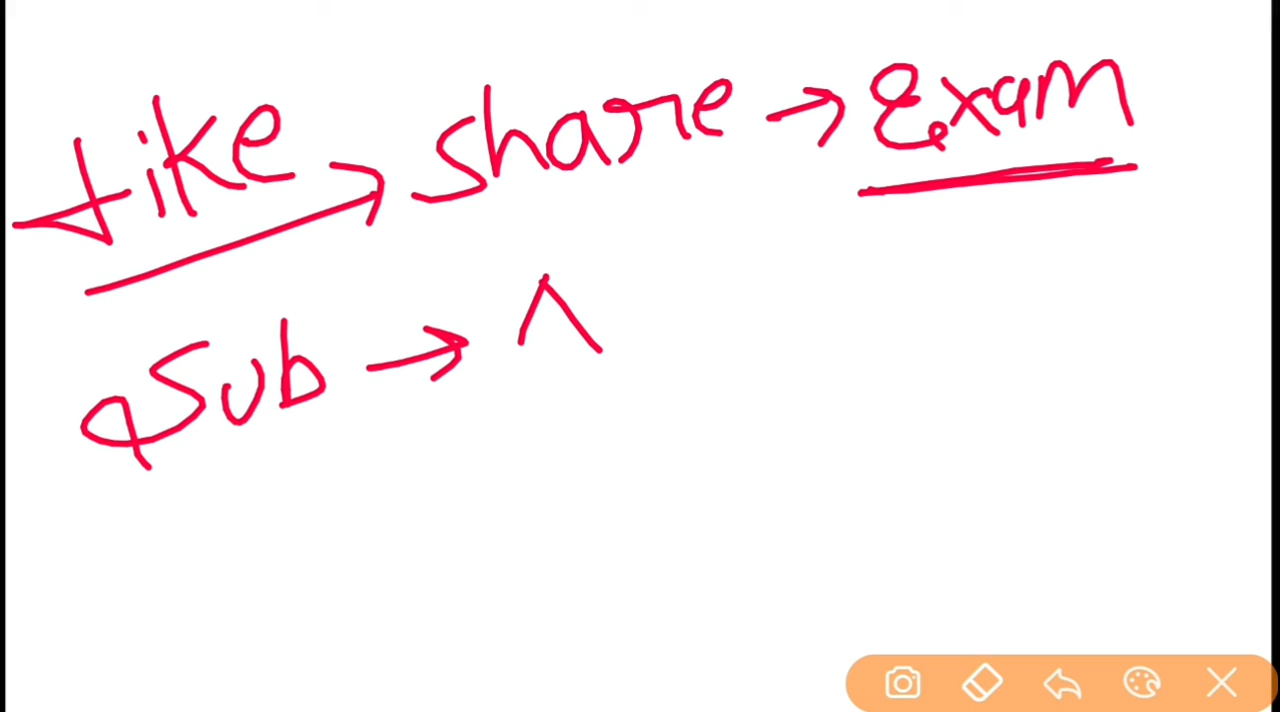 Like → share → Exam
Sub → ^